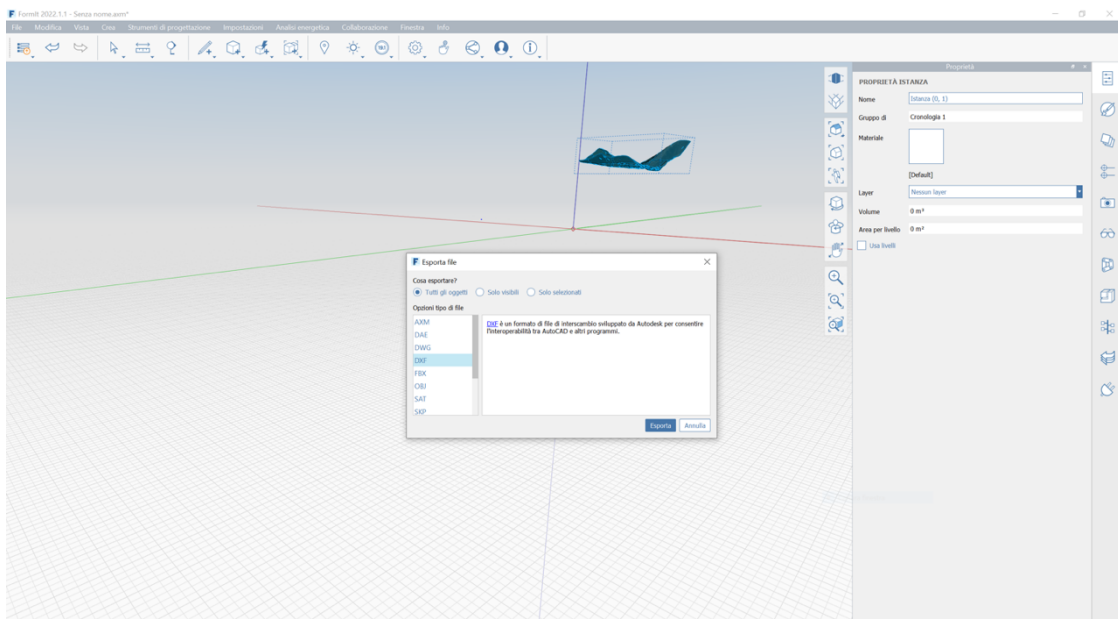 FormIt 2022.1.1 - Senza nome.axm*
File Modifica Vista Crea Strumenti di progettazione Impostazioni Analisi energetica Collaborazione Finestra Info
Proprietà
PROPRIETÀ ISTANZA
Nome Istanza (0, 1)
Gruppo di Cronologia 1
Materiale
[Default]
Layer Nessun layer
Volume 0 m³
Area per livello 0 m²
Usa livelli
Esporta file
Cosa esportare?
Tutti gli oggetti Solo visibili Solo selezionati
Opzioni tipo di file
AXM
DAE
DWG
DXF
FBX
OBJ
SAT
SKP
DXF è un formato di file di interscambio sviluppato da Autodesk per consentire
l'interoperabilità tra AutoCAD e altri programmi.
Esporta Annulla